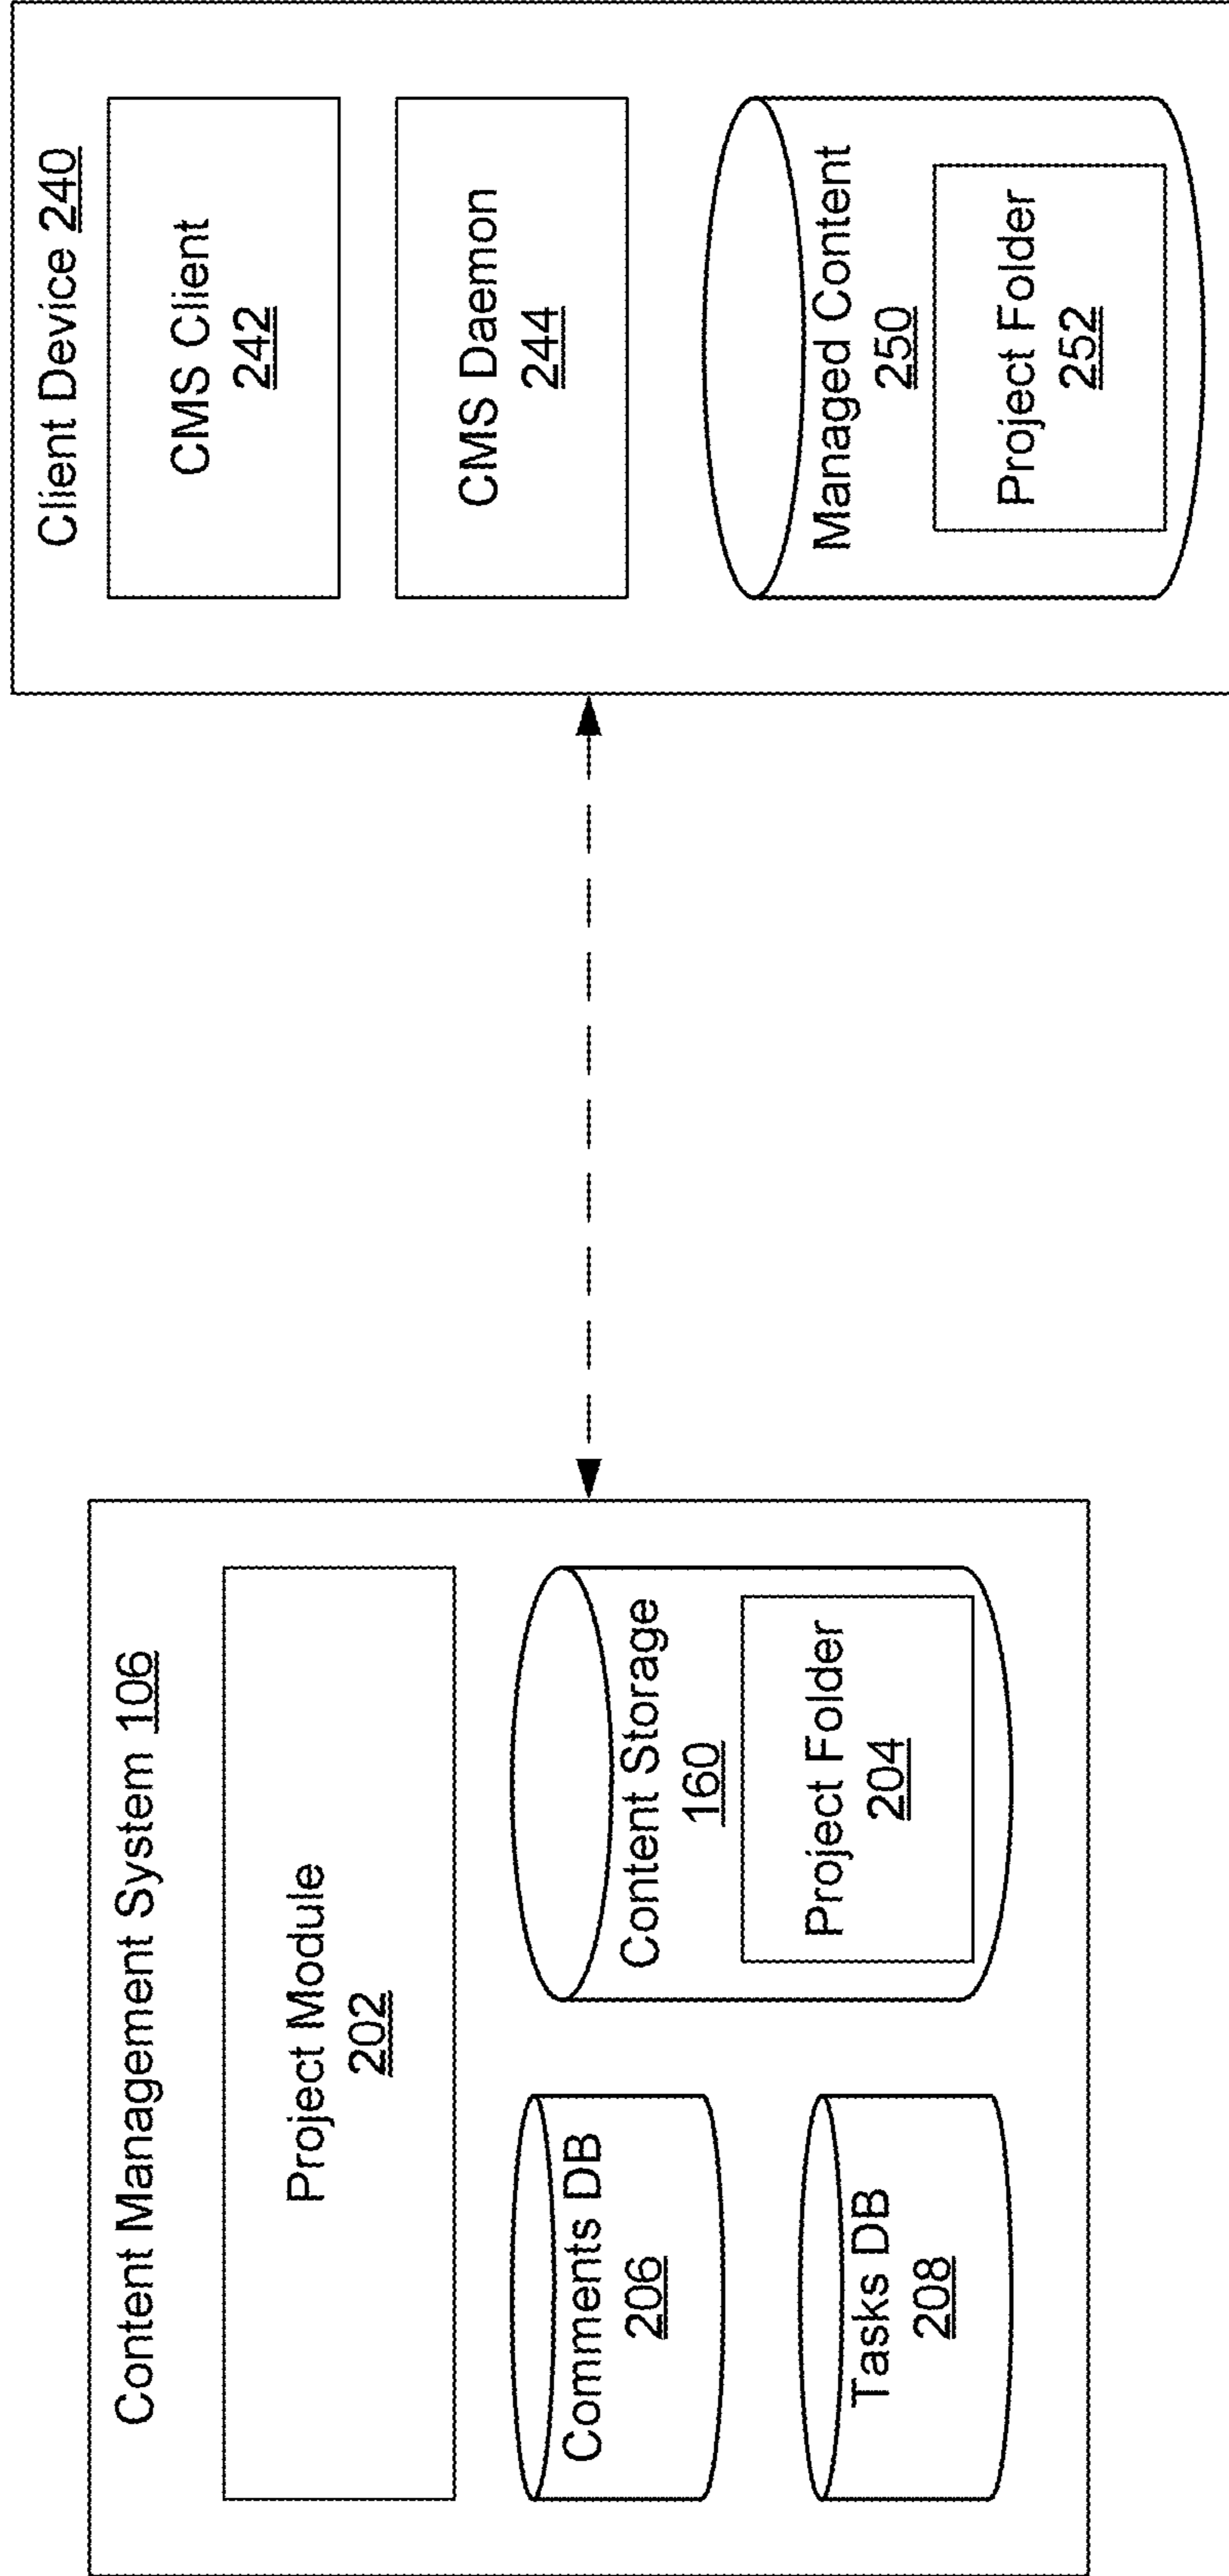 Content Management System 106
Project Module
202
Comments DB
206
Tasks DB
208
Content Storage
160
Project Folder
204
Client Device 240
CMS Client
242
CMS Daemon
244
Managed Content
250
Project Folder
252